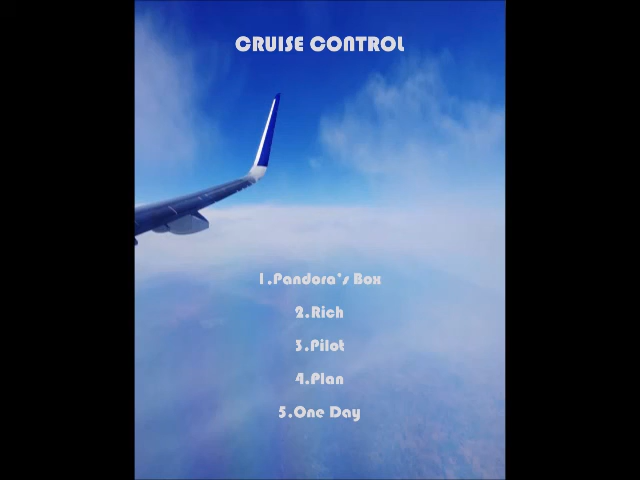 CRUISE CONTROL
1.Pandora's Box
2.Rich
3.Pilot
4.Plan
5.One Day